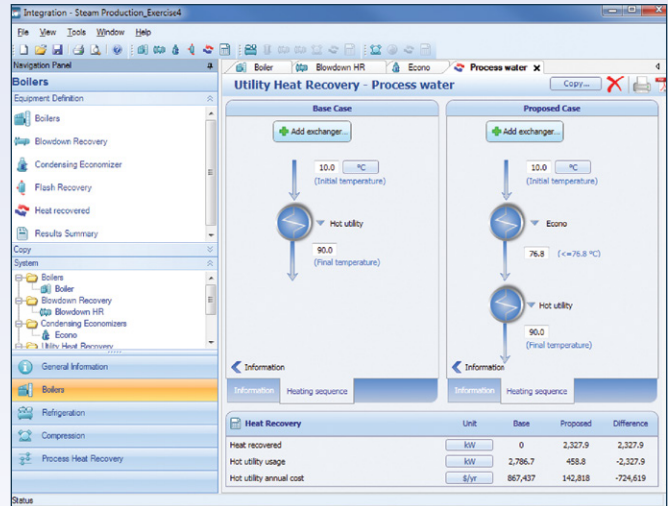 Integration - Steam Production_Exercise4
File View Tools Window Help
Navigation Panel
Boiler Blowdown HR Econo Process water
Boilers
Utility Heat Recovery - Process water
Copy...
Equipment Definition
Boilers
Blowdown Recovery
Condensing Economizer
Flash Recovery
Heat recovered
Results Summary
Copy
System
Boilers
Boiler
Blowdown Recovery
Blowdown HR
Condensing Economizers
Econo
Utility Heat Recovery
General Information
Boilers
Refrigeration
Compression
Process Heat Recovery
Status
Base Case
Add exchanger...
10.0 °C
(Initial temperature)
Hot utility
90.0
(Final temperature)
Information
Information Heating sequence
Proposed Case
Add exchanger...
10.0 °C
(Initial temperature)
Econo
76.8 (<=76.8 °C)
Hot utility
90.0
(Final temperature)
Information
Information Heating sequence
Heat Recovery Unit Base Proposed Difference
Heat recovered kW 0 2,327.9 2,327.9
Hot utility usage kW 2,786.7 458.8 -2,327.9
Hot utility annual cost $/yr 867,437 142,818 -724,619